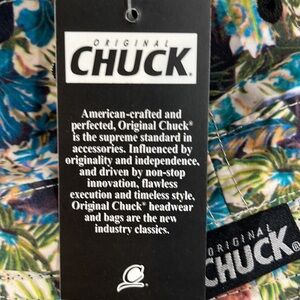 ORIGINAL
CHUCK®
American-crafted and
perfected, Original Chuck®
is the supreme standard in
accessories. Influenced by
originality and independence,
and driven by non-stop
innovation, flawless
execution and timeless style,
Original Chuck® headwear
and bags are the new
industry classics.
ORIGINAL
CHUCK®